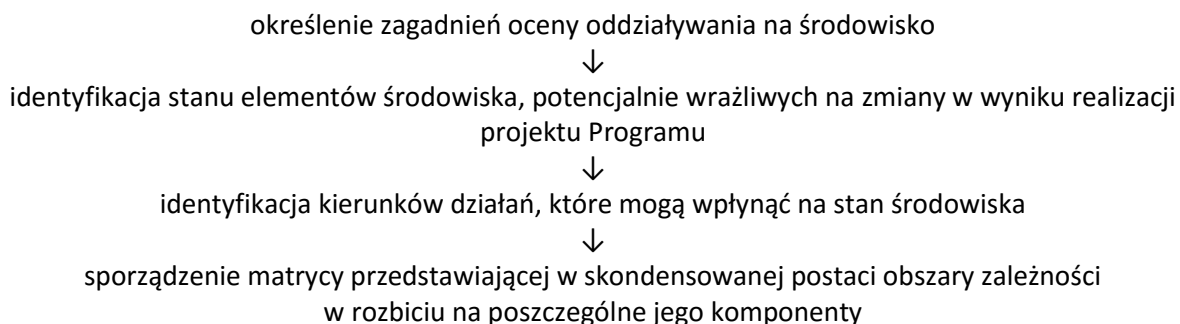 określenie zagadnień oceny oddziaływania na środowisko
↓
identyfikacja stanu elementów środowiska, potencjalnie wrażliwych na zmiany w wyniku realizacji
projektu Programu
↓
identyfikacja kierunków działań, które mogą wpłynąć na stan środowiska
↓
sporządzenie matrycy przedstawiającej w skondensowanej postaci obszary zależności
w rozbiciu na poszczególne jego komponenty